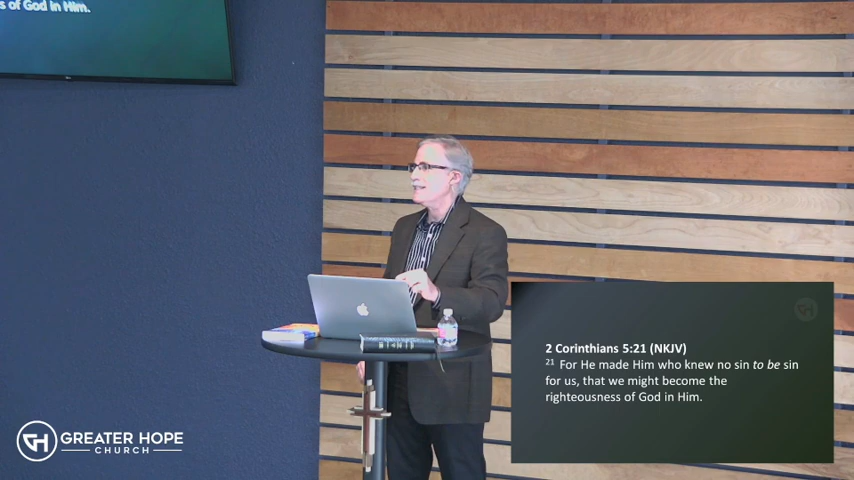 s of God in Him.
2 Corinthians 5:21 (NKJV)
21 For He made Him who knew no sin to be sin
for us, that we might become the
righteousness of God in Him.
GREATER HOPE
CHURCH